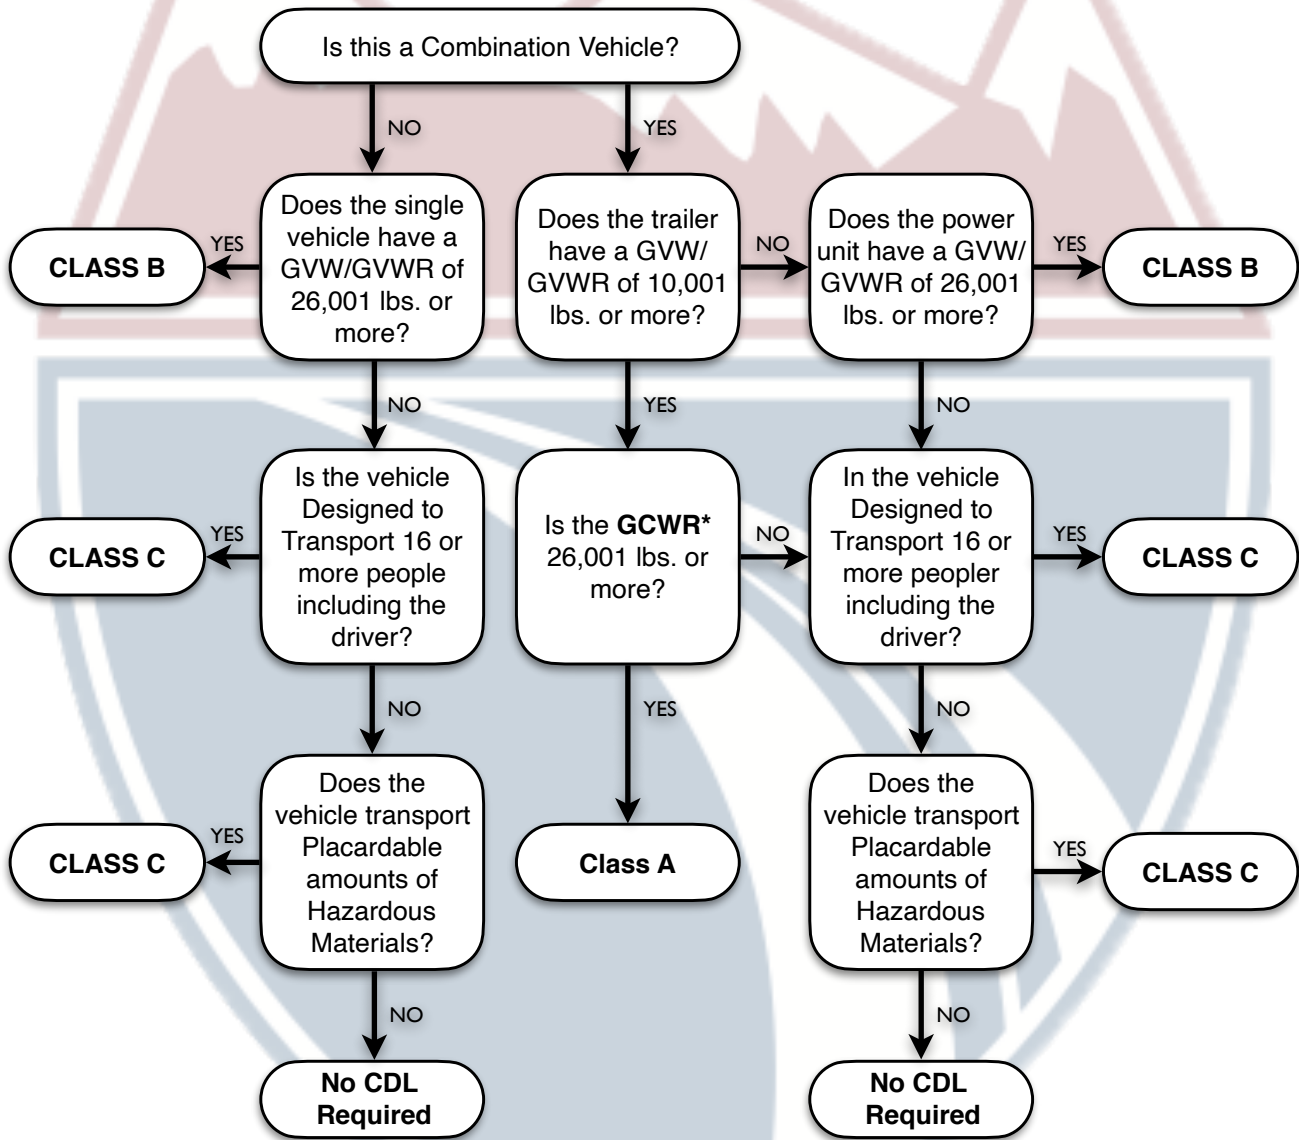 Is this a Combination Vehicle?
NO
YES
Does the single
vehicle have a
GVW/GVWR of
26,001 lbs. or
more?
YES
CLASS B
Does the trailer
have a GVW/
GVWR of 10,001
lbs. or more?
NO
Does the power
unit have a GVW/
GVWR of 26,001
lbs. or more?
YES
CLASS B
NO
YES
NO
Is the vehicle
Designed to
Transport 16 or
more people
including the
driver?
YES
CLASS C
Is the GCWR*
26,001 lbs. or
more?
NO
In the vehicle
Designed to
Transport 16 or
more peopler
including the
driver?
YES
CLASS C
NO
YES
NO
Does the
vehicle transport
Placardable
amounts of
Hazardous
Materials?
YES
CLASS C
Class A
Does the
vehicle transport
Placardable
amounts of
Hazardous
Materials?
YES
CLASS C
NO
NO
No CDL
Required
No CDL
Required